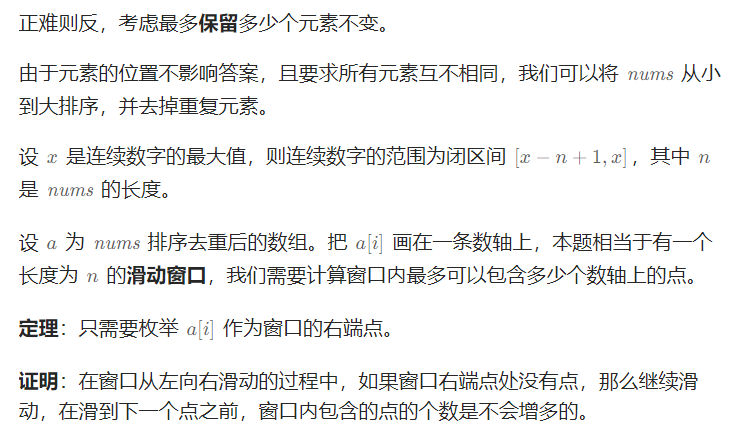 正难则反，考虑最多保留多少个元素不变。
由于元素的位置不影响答案，且要求所有元素互不相同，我们可以将 nums 从小
到大排序，并去掉重复元素。
设 x 是连续数字的最大值，则连续数字的范围为闭区间 [x − n + 1, x]，其中 n
是 nums 的长度。
设 a 为 nums 排序去重后的数组。把 a[i] 画在一条数轴上，本题相当于有一个
长度为 n 的滑动窗口，我们需要计算窗口内最多可以包含多少个数轴上的点。
定理：只需要枚举 a[i] 作为窗口的右端点。
证明：在窗口从左向右滑动的过程中，如果窗口右端点处没有点，那么继续滑
动，在滑到下一个点之前，窗口内包含的点的个数是不会增多的。